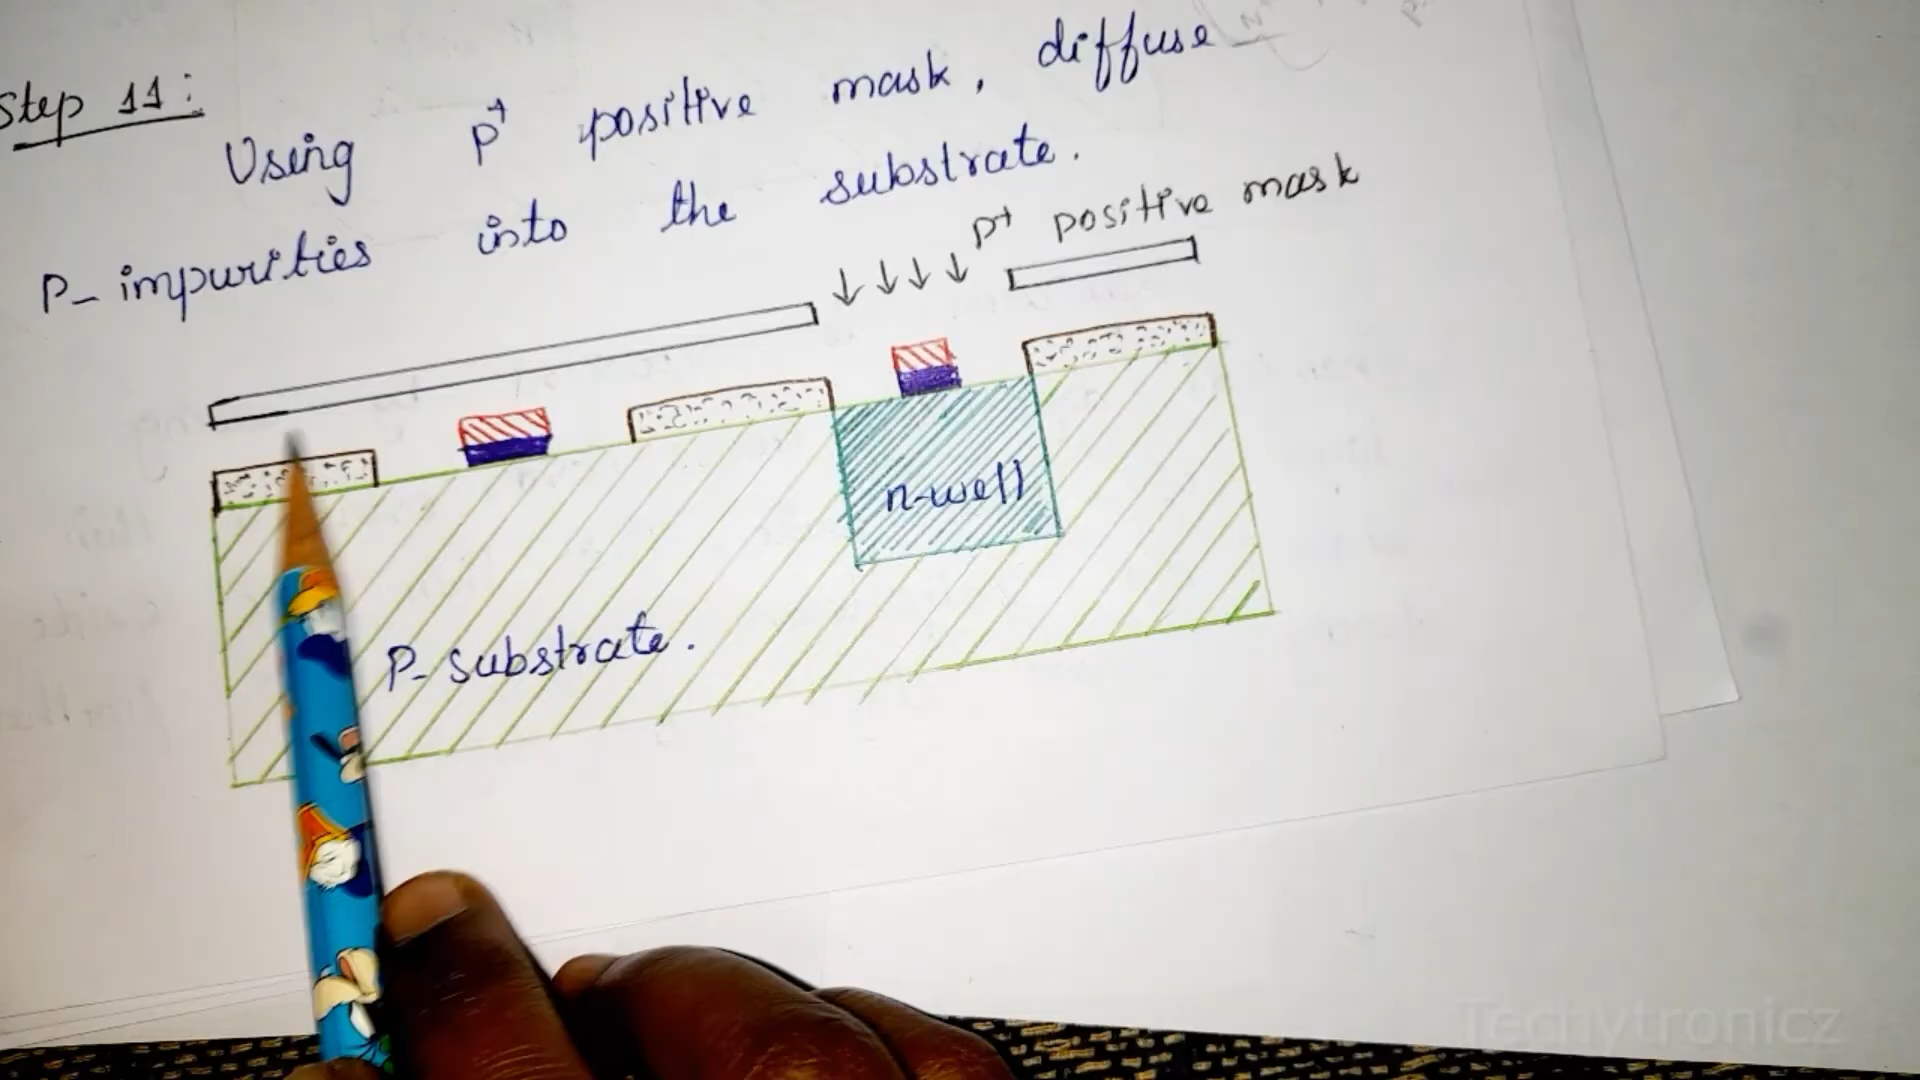 Step 11:
Using p+ positive mask, diffuse
P- impurities into the substrate.
p+ positive mask
n-well
P- substrate.
Techytronicz